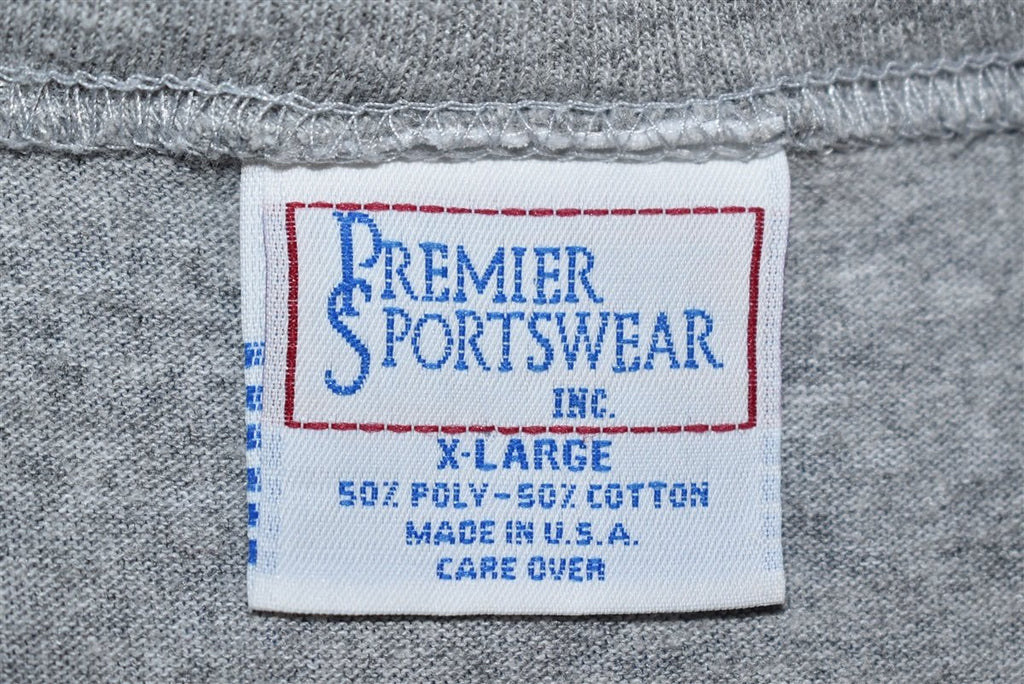 PREMIER
SPORTSWEAR
INC.
X-LARGE
50% POLY-50% COTTON
MADE IN U.S.A.
CARE OVER